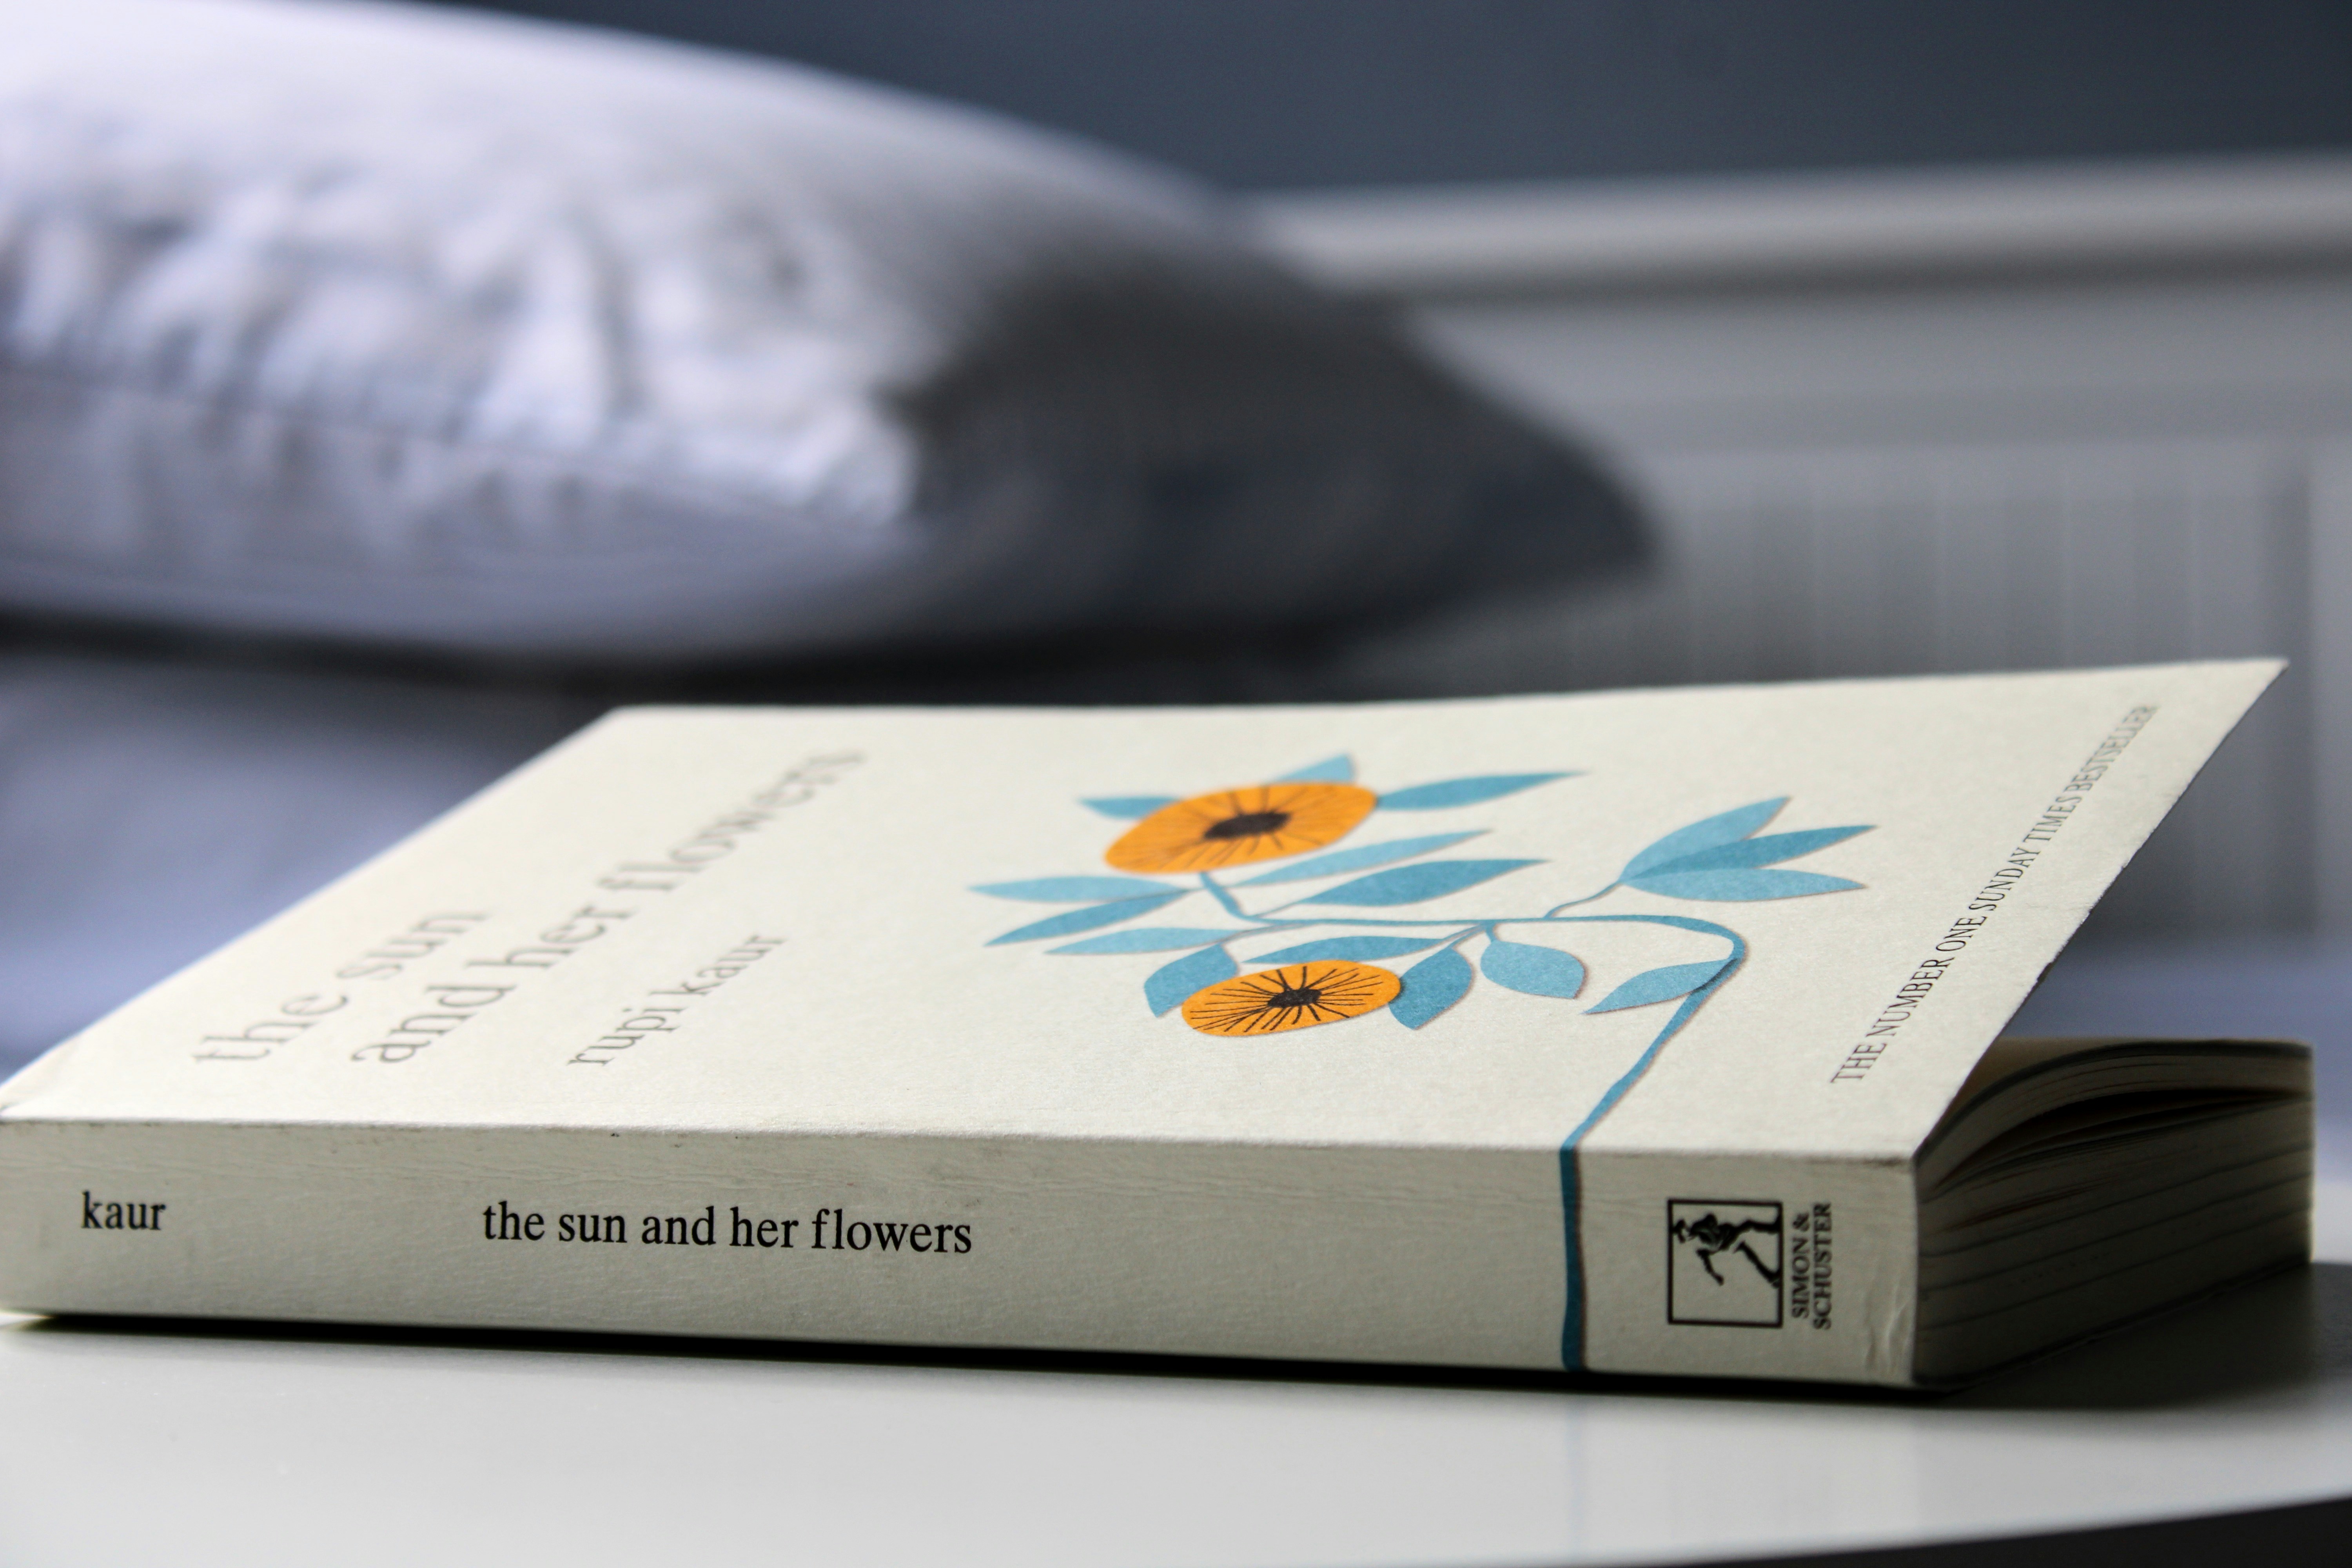 the sun
and her flowers
rupi kaur
THE NUMBER ONE SUNDAY TIMES BESTSELLER
kaur
the sun and her flowers
SIMON &
SCHUSTER